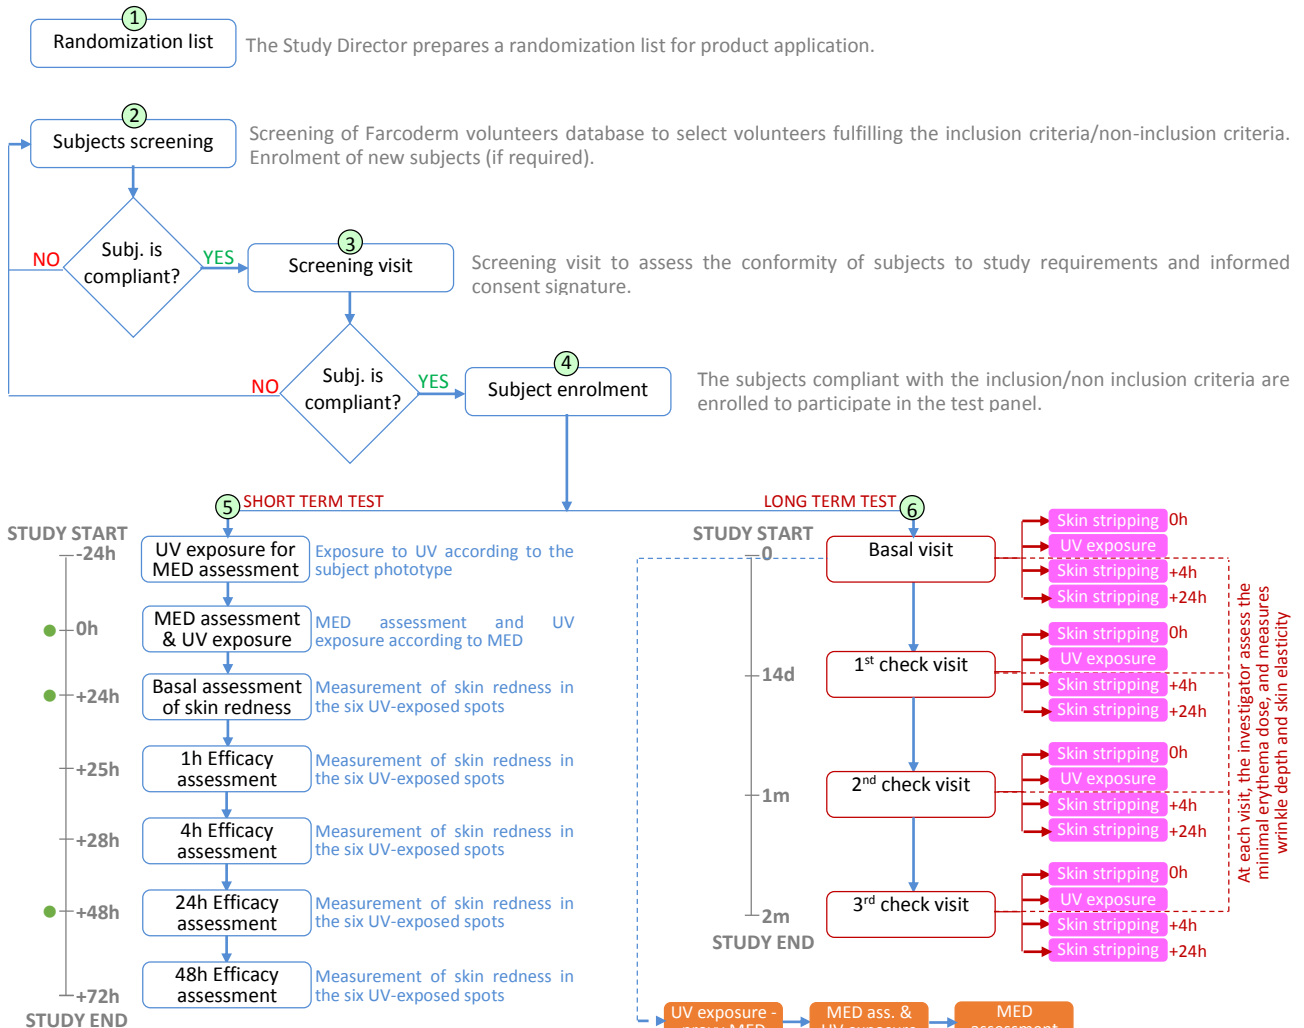 1
Randomization list
The Study Director prepares a randomization list for product application.
2
Subjects screening
Screening of Farcoderm volunteers database to select volunteers fulfilling the inclusion criteria/non-inclusion criteria.
Enrolment of new subjects (if required).
Subj. is
compliant?
NO
YES
3
Screening visit
Screening visit to assess the conformity of subjects to study requirements and informed
consent signature.
Subj. is
compliant?
NO
YES
4
Subject enrolment
The subjects compliant with the inclusion/non inclusion criteria are
enrolled to participate in the test panel.
5
SHORT TERM TEST
STUDY START
-24h
UV exposure for
MED assessment
Exposure to UV according to the
subject phototype
0h
MED assessment
& UV exposure
MED assessment and UV
exposure according to MED
+24h
Basal assessment
of skin redness
Measurement of skin redness in
the six UV-exposed spots
+25h
1h Efficacy
assessment
Measurement of skin redness in
the six UV-exposed spots
+28h
4h Efficacy
assessment
Measurement of skin redness in
the six UV-exposed spots
+48h
24h Efficacy
assessment
Measurement of skin redness in
the six UV-exposed spots
+72h
48h Efficacy
assessment
Measurement of skin redness in
the six UV-exposed spots
STUDY END
LONG TERM TEST
6
STUDY START
0
Basal visit
Skin stripping 0h
UV exposure
Skin stripping +4h
Skin stripping +24h
14d
1st check visit
Skin stripping 0h
UV exposure
Skin stripping +4h
Skin stripping +24h
1m
2nd check visit
Skin stripping 0h
UV exposure
Skin stripping +4h
Skin stripping +24h
2m
3rd check visit
Skin stripping 0h
UV exposure
Skin stripping +4h
Skin stripping +24h
STUDY END
At each visit, the investigator assess the
minimal erythema dose, and measures
wrinkle depth and skin elasticity
UV exposure -
MED ass. &
MED